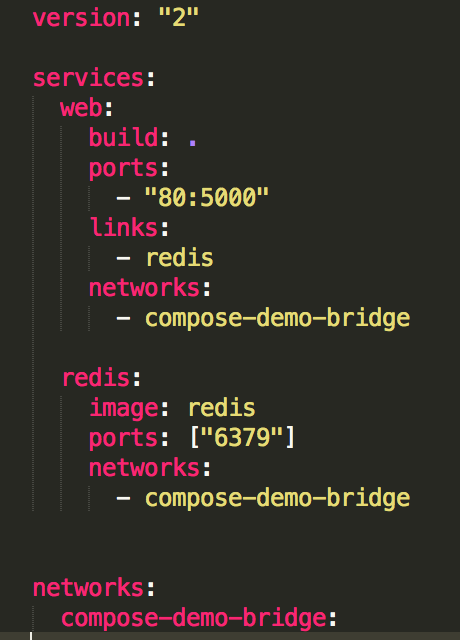 version: "2"
services:
  web:
    build: .
    ports:
      - "80:5000"
    links:
      - redis
    networks:
      - compose-demo-bridge
  redis:
    image: redis
    ports: ["6379"]
    networks:
      - compose-demo-bridge
networks:
  compose-demo-bridge: